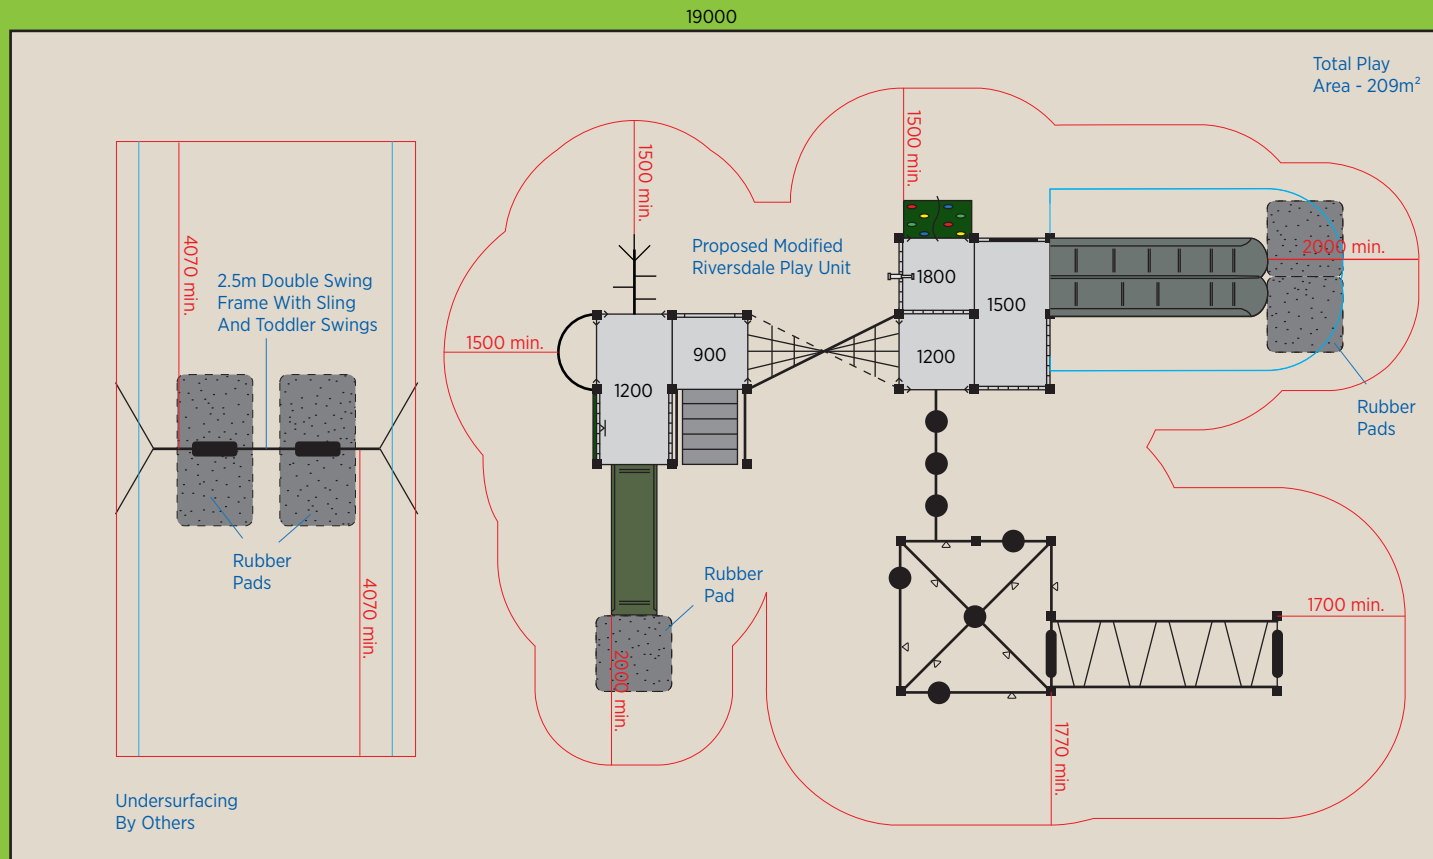 19000
Total Play
Area - 209m²
1500 min.
1500 min.
4070 min.
Proposed Modified
Riversdale Play Unit
2000 min.
1800
1500
2.5m Double Swing
Frame With Sling
And Toddler Swings
1500 min.
900
1200
1200
Rubber
Pads
Rubber
Pads
Rubber
Pad
4070 min.
1700 min.
2000 min.
1770 min.
Undersurfacing
By Others